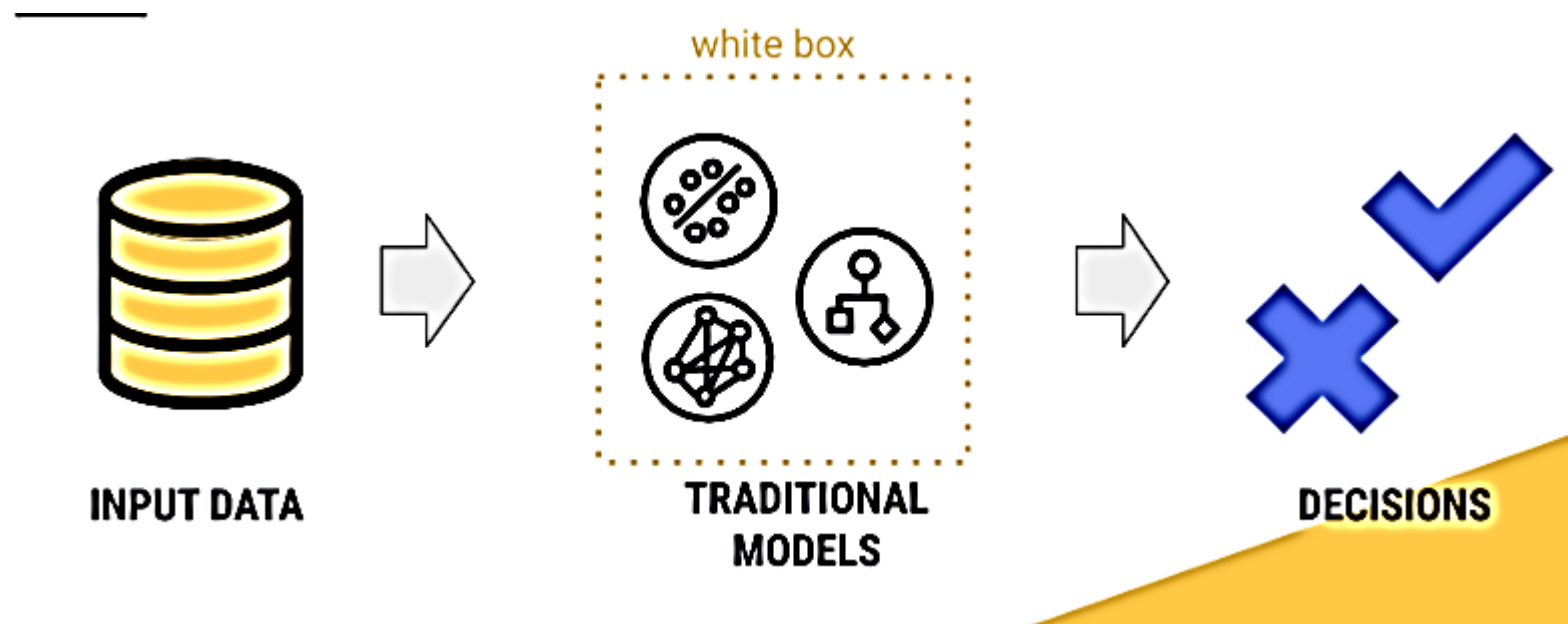 white box
INPUT DATA
TRADITIONAL
MODELS
DECISIONS